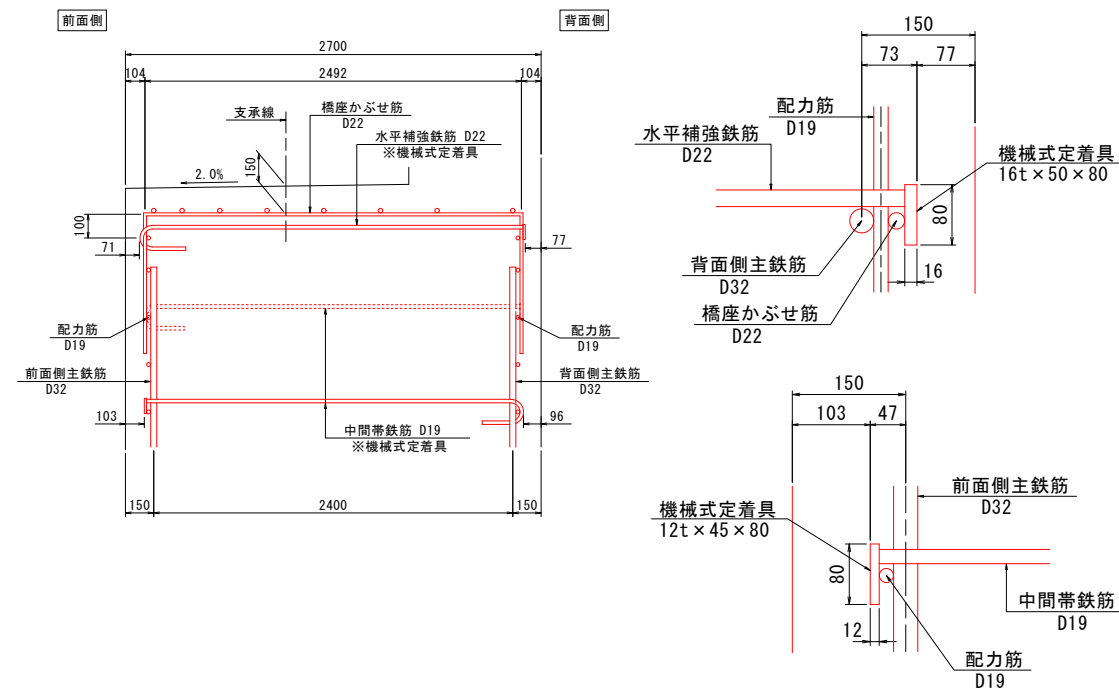 前面側
背面側
2700
104
2492
104
支承線
橋座かぶせ筋
D22
水平補強鉄筋 D22
※機械式定着具
150
2.0%
100
71
77
配力筋
D19
配力筋
D19
前面側主鉄筋
D32
背面側主鉄筋
D32
103
96
中間帯鉄筋 D19
※機械式定着具
150
2400
150
150
73
77
配力筋
D19
水平補強鉄筋
D22
機械式定着具
16t×50×80
80
背面側主鉄筋
D32
16
橋座かぶせ筋
D22
150
103
47
前面側主鉄筋
D32
機械式定着具
12t×45×80
80
中間帯鉄筋
D19
12
配力筋
D19